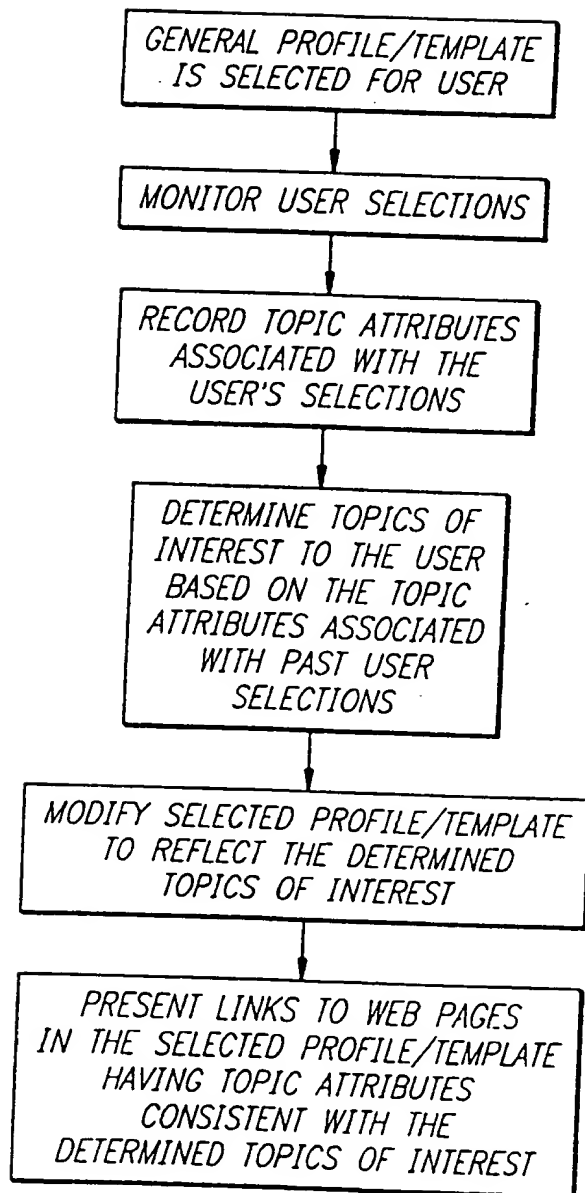 GENERAL PROFILE/TEMPLATE
IS SELECTED FOR USER
MONITOR USER SELECTIONS
RECORD TOPIC ATTRIBUTES
ASSOCIATED WITH THE
USER'S SELECTIONS
DETERMINE TOPICS OF
INTEREST TO THE USER
BASED ON THE TOPIC
ATTRIBUTES ASSOCIATED
WITH PAST USER
SELECTIONS
MODIFY SELECTED PROFILE/TEMPLATE
TO REFLECT THE DETERMINED
TOPICS OF INTEREST
PRESENT LINKS TO WEB PAGES
IN THE SELECTED PROFILE/TEMPLATE
HAVING TOPIC ATTRIBUTES
CONSISTENT WITH THE
DETERMINED TOPICS OF INTEREST